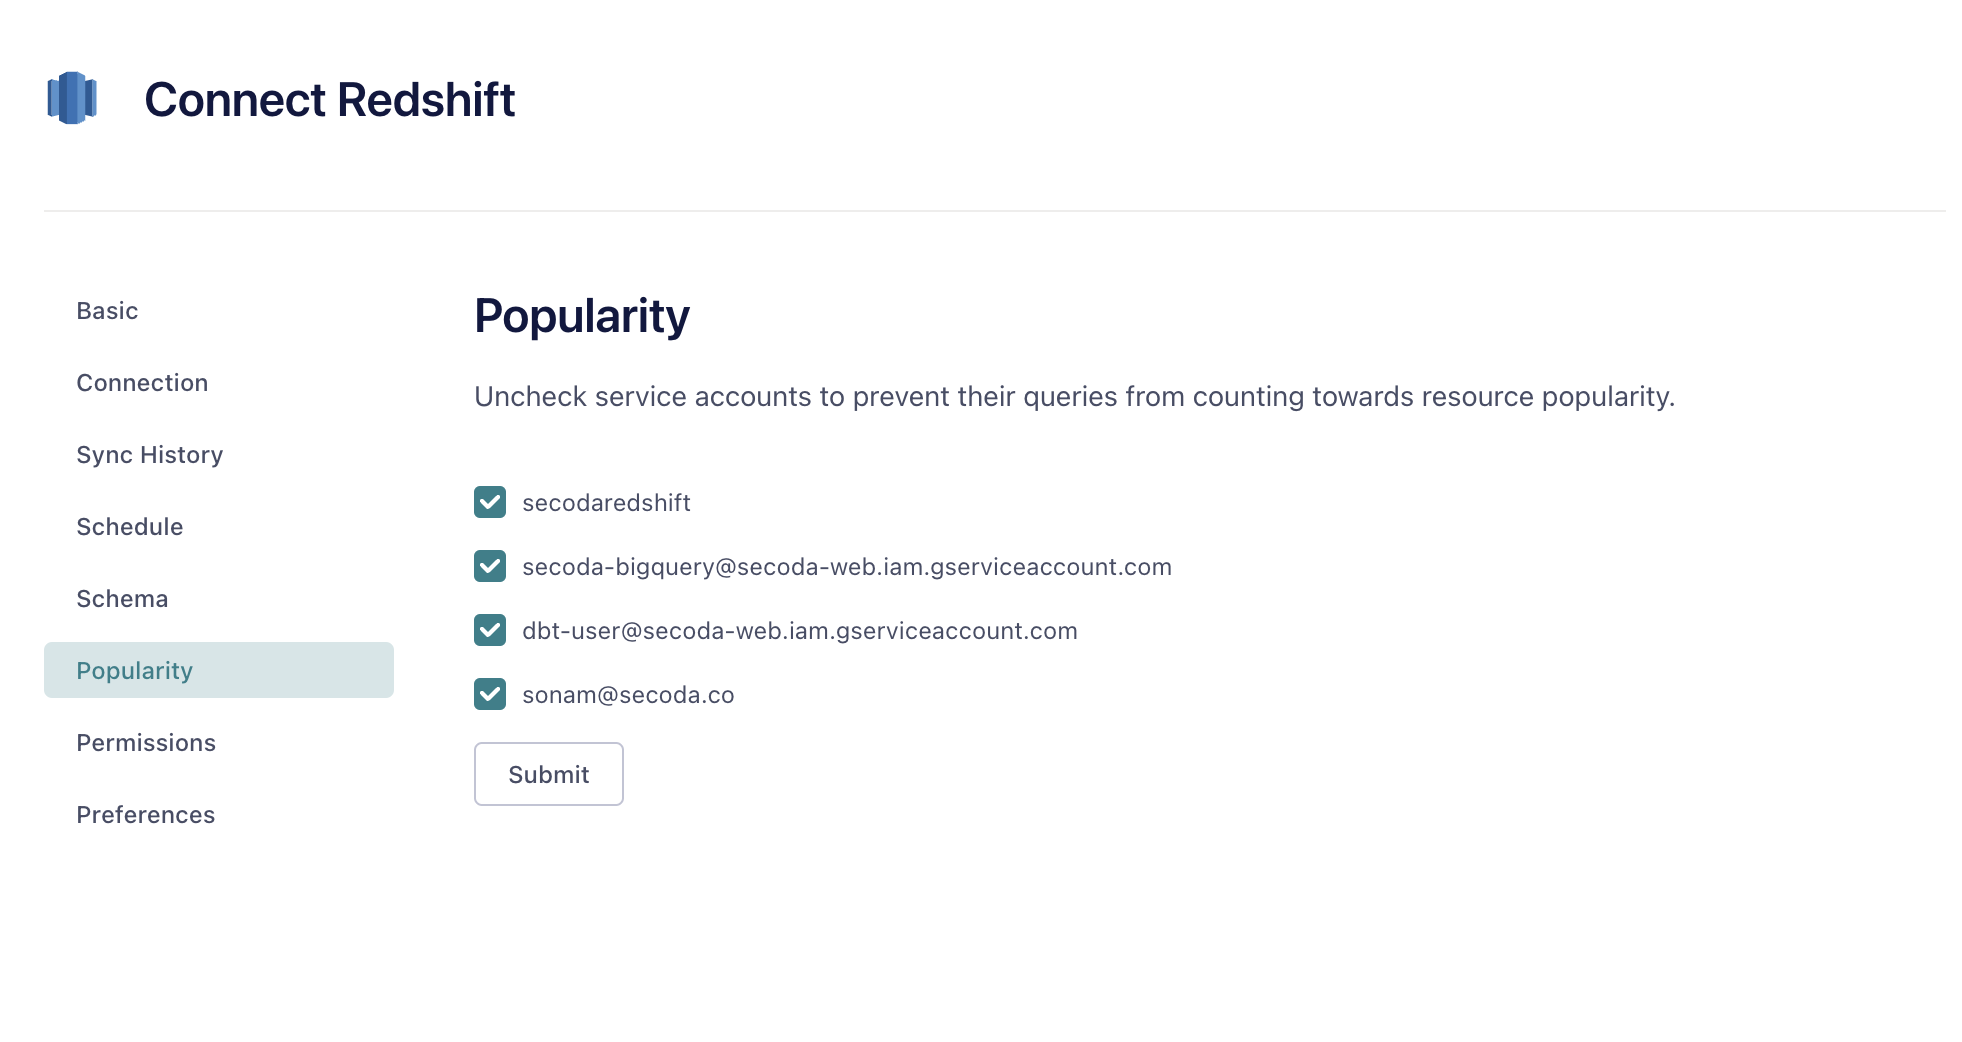 Connect Redshift
Basic
Connection
Sync History
Schedule
Schema
Popularity
Permissions
Preferences
Popularity
Uncheck service accounts to prevent their queries from counting towards resource popularity.
secodaredshift
secoda-bigquery@secoda-web.iam.gserviceaccount.com
dbt-user@secoda-web.iam.gserviceaccount.com
sonam@secoda.co
Submit